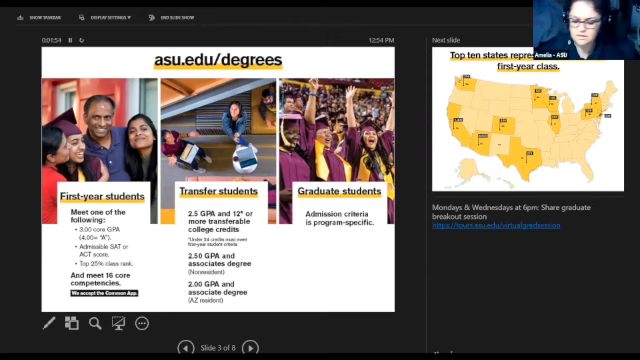 SHOW TASKBAR
DISPLAY SETTINGS ▾
END SLIDE SHOW
0:01:54
12:54 PM
asu.edu/degrees
First-year students
Meet one of the
following:
• 3.00 core GPA
(4.00= "A").
• Admissible SAT or
ACT score.
• Top 25% class rank.
And meet 16 core
competencies.
We accept the Common App.
Transfer students
2.5 GPA and 12* or
more transferable
college credits
*Under 24 credits must meet
first-year student criteria
2.50 GPA and
associates degree
(Nonresident)
2.00 GPA and
associate degree
(AZ resident)
Graduate students
Admission criteria
is program-specific.
Slide 3 of 8
Next slide
Amelia - ASU
Top ten states repres
first-year class.
Mondays & Wednesdays at 6pm: Share graduate
breakout session